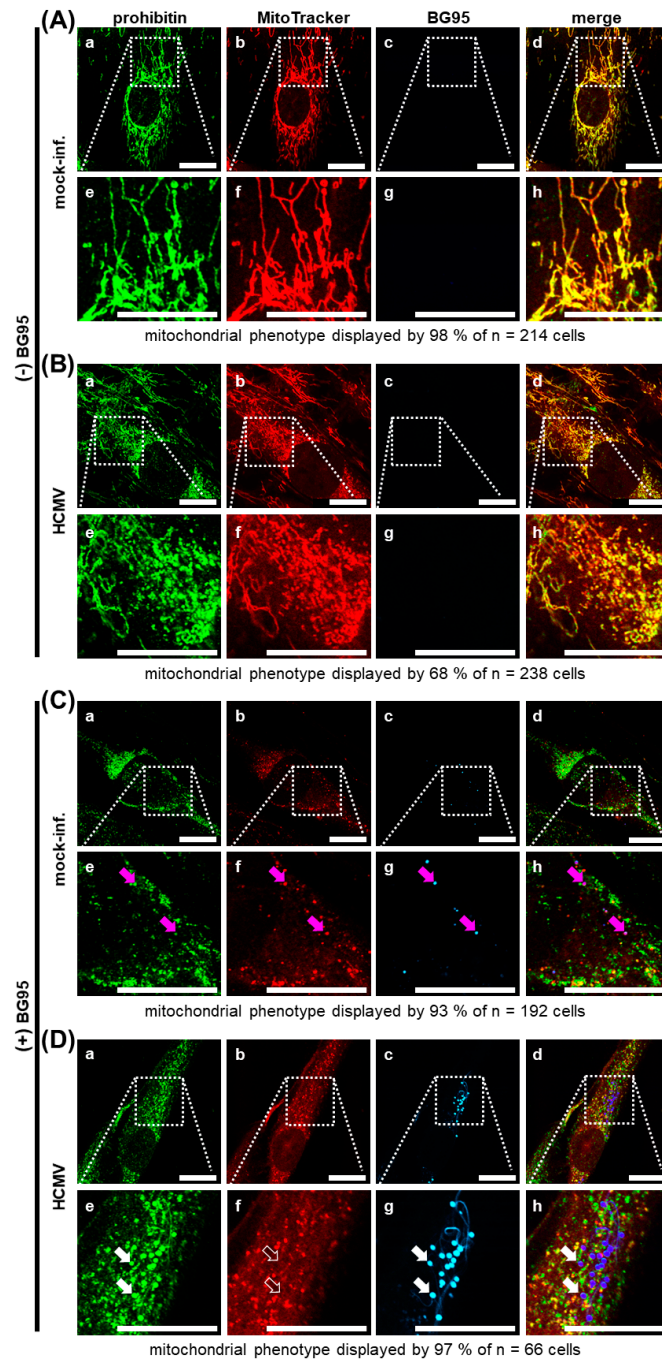 (A) prohibitin MitoTracker BG95 merge
a b c d
mock-inf.
e f g h
mitochondrial phenotype displayed by 98 % of n = 214 cells
(-) BG95
(B)
a b c d
HCMV
e f g h
mitochondrial phenotype displayed by 68 % of n = 238 cells
(C)
a b c d
mock-inf.
e f g h
mitochondrial phenotype displayed by 93 % of n = 192 cells
(+) BG95
(D)
a b c d
HCMV
e f g h
mitochondrial phenotype displayed by 97 % of n = 66 cells